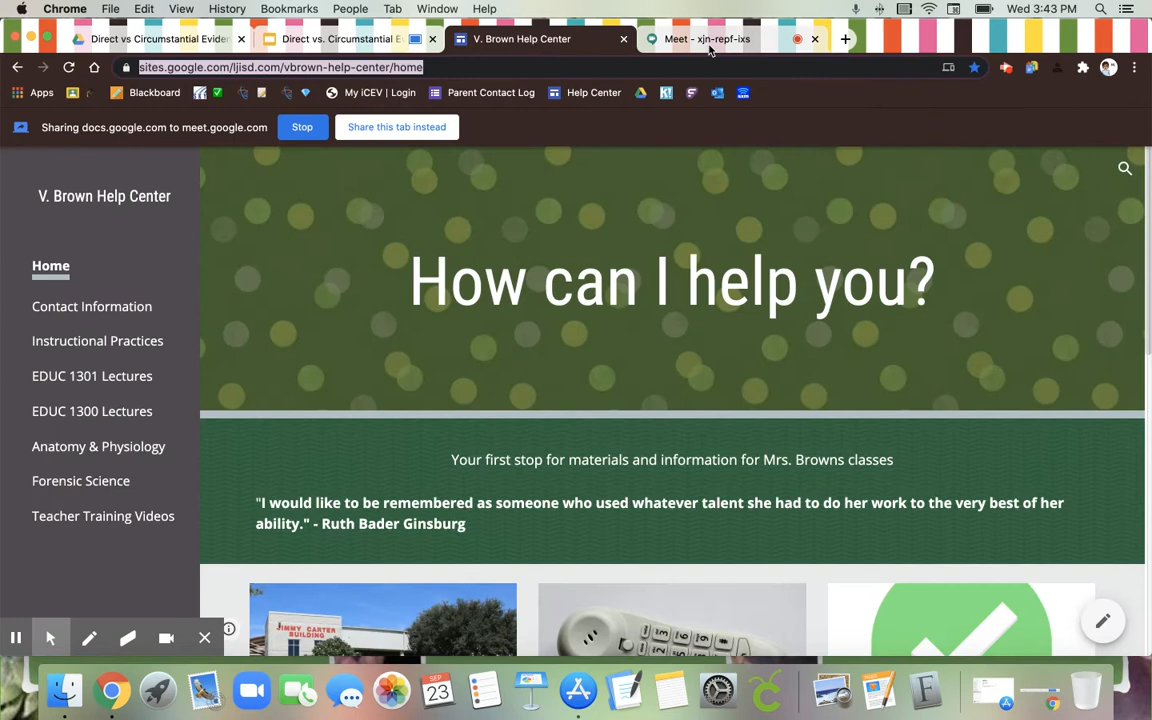 Chrome File Edit View History Bookmarks People Tab Window Help Wed 3:43 PM
Direct vs Circumstantial Eviden
Direct vs. Circumstantial E
V. Brown Help Center
Meet - xjn-repf-ixs
sites.google.com/ljisd.com/vbrown-help-center/home
Apps
Blackboard
My iCEV | Login
Parent Contact Log
Help Center
Sharing docs.google.com to meet.google.com Stop Share this tab instead
V. Brown Help Center
Home
Contact Information
Instructional Practices
EDUC 1301 Lectures
EDUC 1300 Lectures
Anatomy & Physiology
Forensic Science
Teacher Training Videos
How can I help you?
Your first stop for materials and information for Mrs. Browns classes
"I would like to be remembered as someone who used whatever talent she had to do her work to the very best of her
ability." - Ruth Bader Ginsburg
JIMMY CARTER
BUILDING
SEP
23